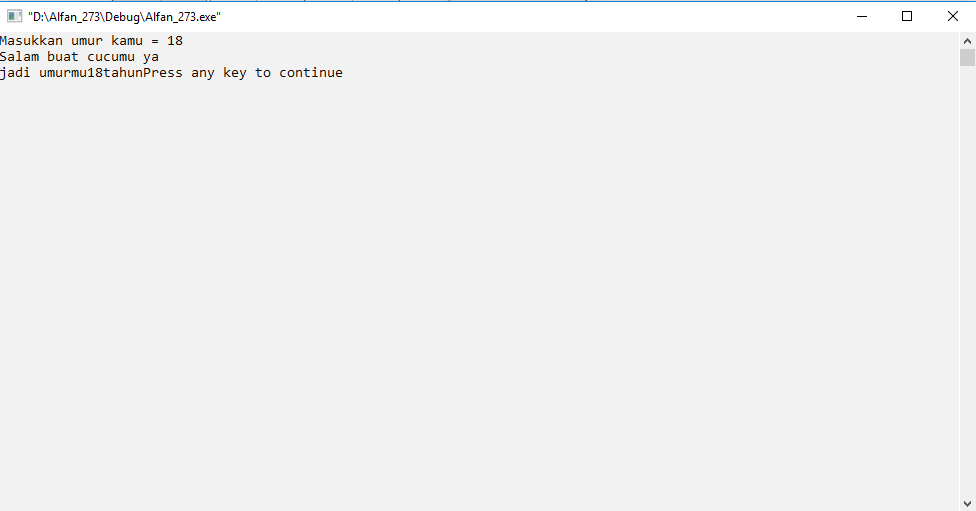 "D:\Alfan_273\Debug\Alfan_273.exe"
Masukkan umur kamu = 18
Salam buat cucumu ya
jadi umurmu18tahunPress any key to continue